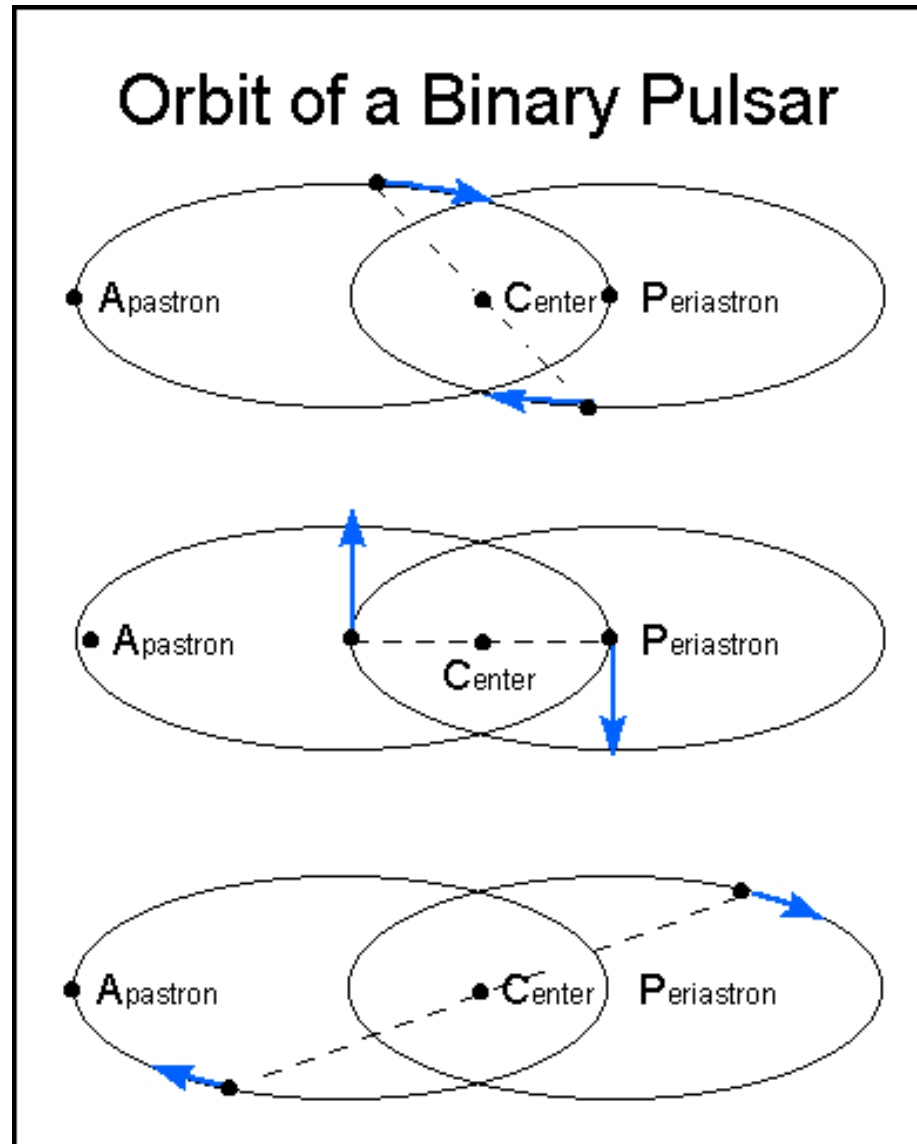 Orbit of a Binary Pulsar
Apastron Center Periastron
Apastron Periastron
Center
Apastron Center Periastron